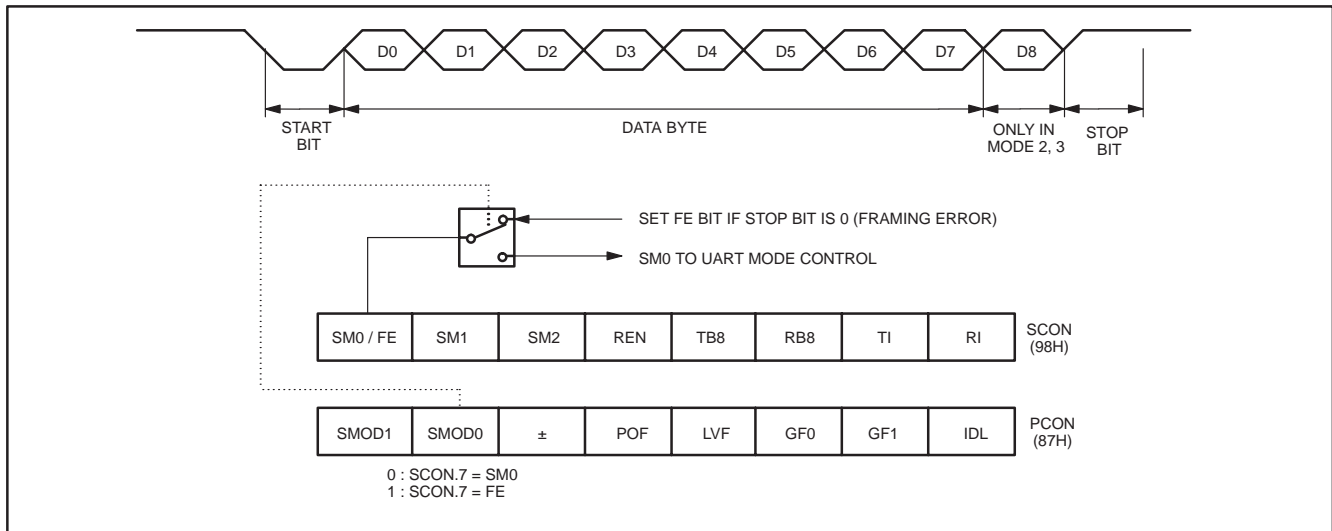 D0 D1 D2 D3 D4 D5 D6 D7 D8
START
BIT
DATA BYTE
ONLY IN
MODE 2, 3
STOP
BIT
SET FE BIT IF STOP BIT IS 0 (FRAMING ERROR)
SM0 TO UART MODE CONTROL
SM0 / FE SM1 SM2 REN TB8 RB8 TI RI
SCON
(98H)
SMOD1 SMOD0 ± POF LVF GF0 GF1 IDL
PCON
(87H)
0 : SCON.7 = SM0
1 : SCON.7 = FE